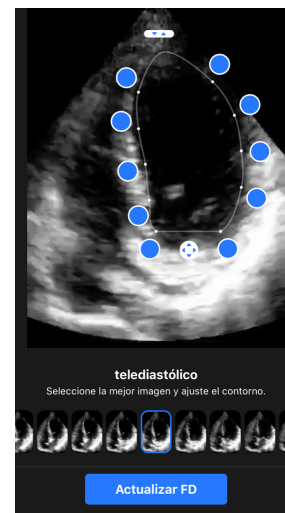 telediastólico
Seleccione la mejor imagen y ajuste el contorno.
Actualizar FD